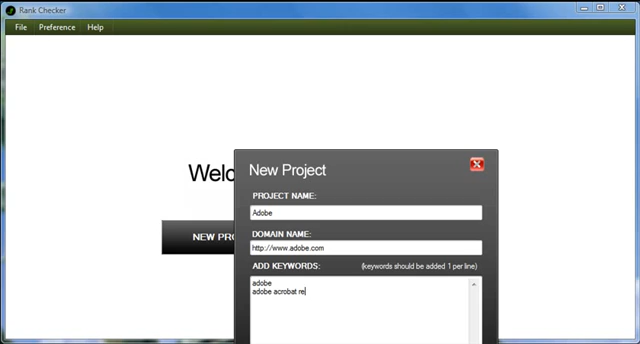 Rank Checker
File Preference Help
Welc
New Project
PROJECT NAME:
Adobe
NEW PRO
DOMAIN NAME:
http://www.adobe.com
ADD KEYWORDS: (keywords should be added 1 per line)
adobe
adobe acrobat re